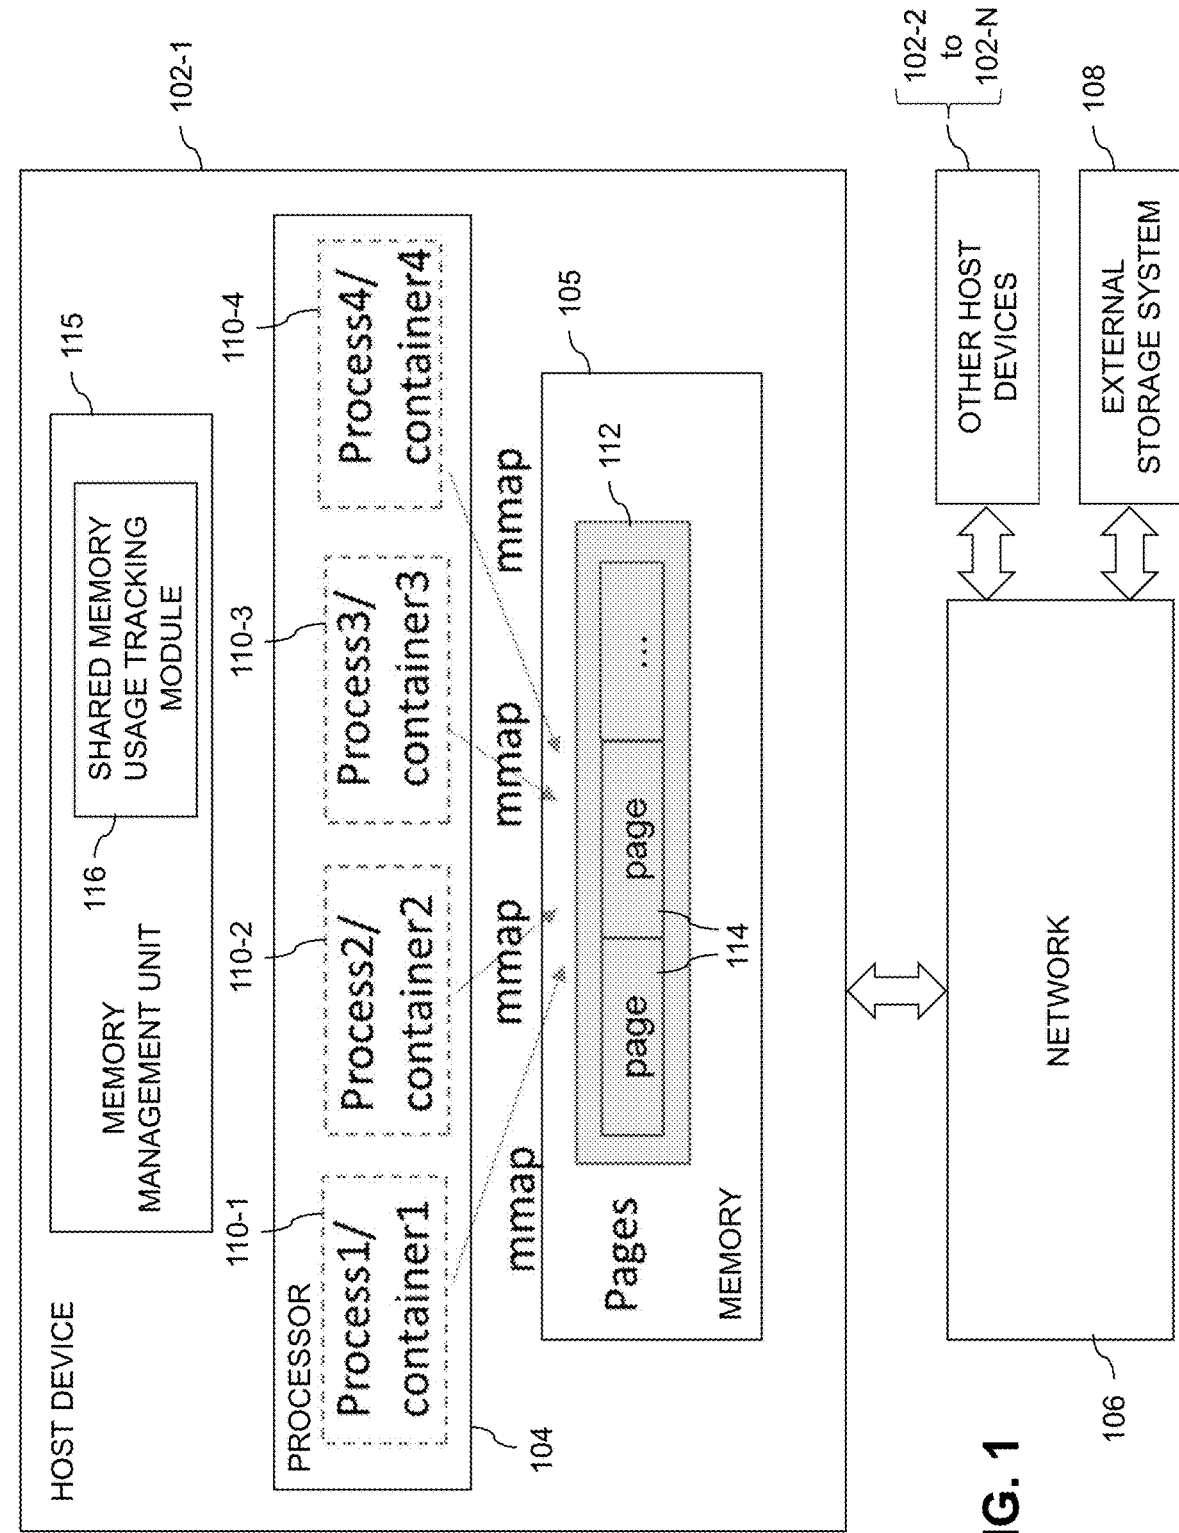 HOST DEVICE
102-1
MEMORY
MANAGEMENT UNIT
115
116
SHARED MEMORY
USAGE TRACKING
MODULE
PROCESSOR
104
110-1
Process1/
container1
110-2
Process2/
container2
110-3
Process3/
container3
110-4
Process4/
container4
mmap
mmap
mmap
mmap
105
Pages
MEMORY
112
page
page
...
114
NETWORK
106
OTHER HOST
DEVICES
102-2
to
102-N
EXTERNAL
STORAGE SYSTEM
108
IG. 1